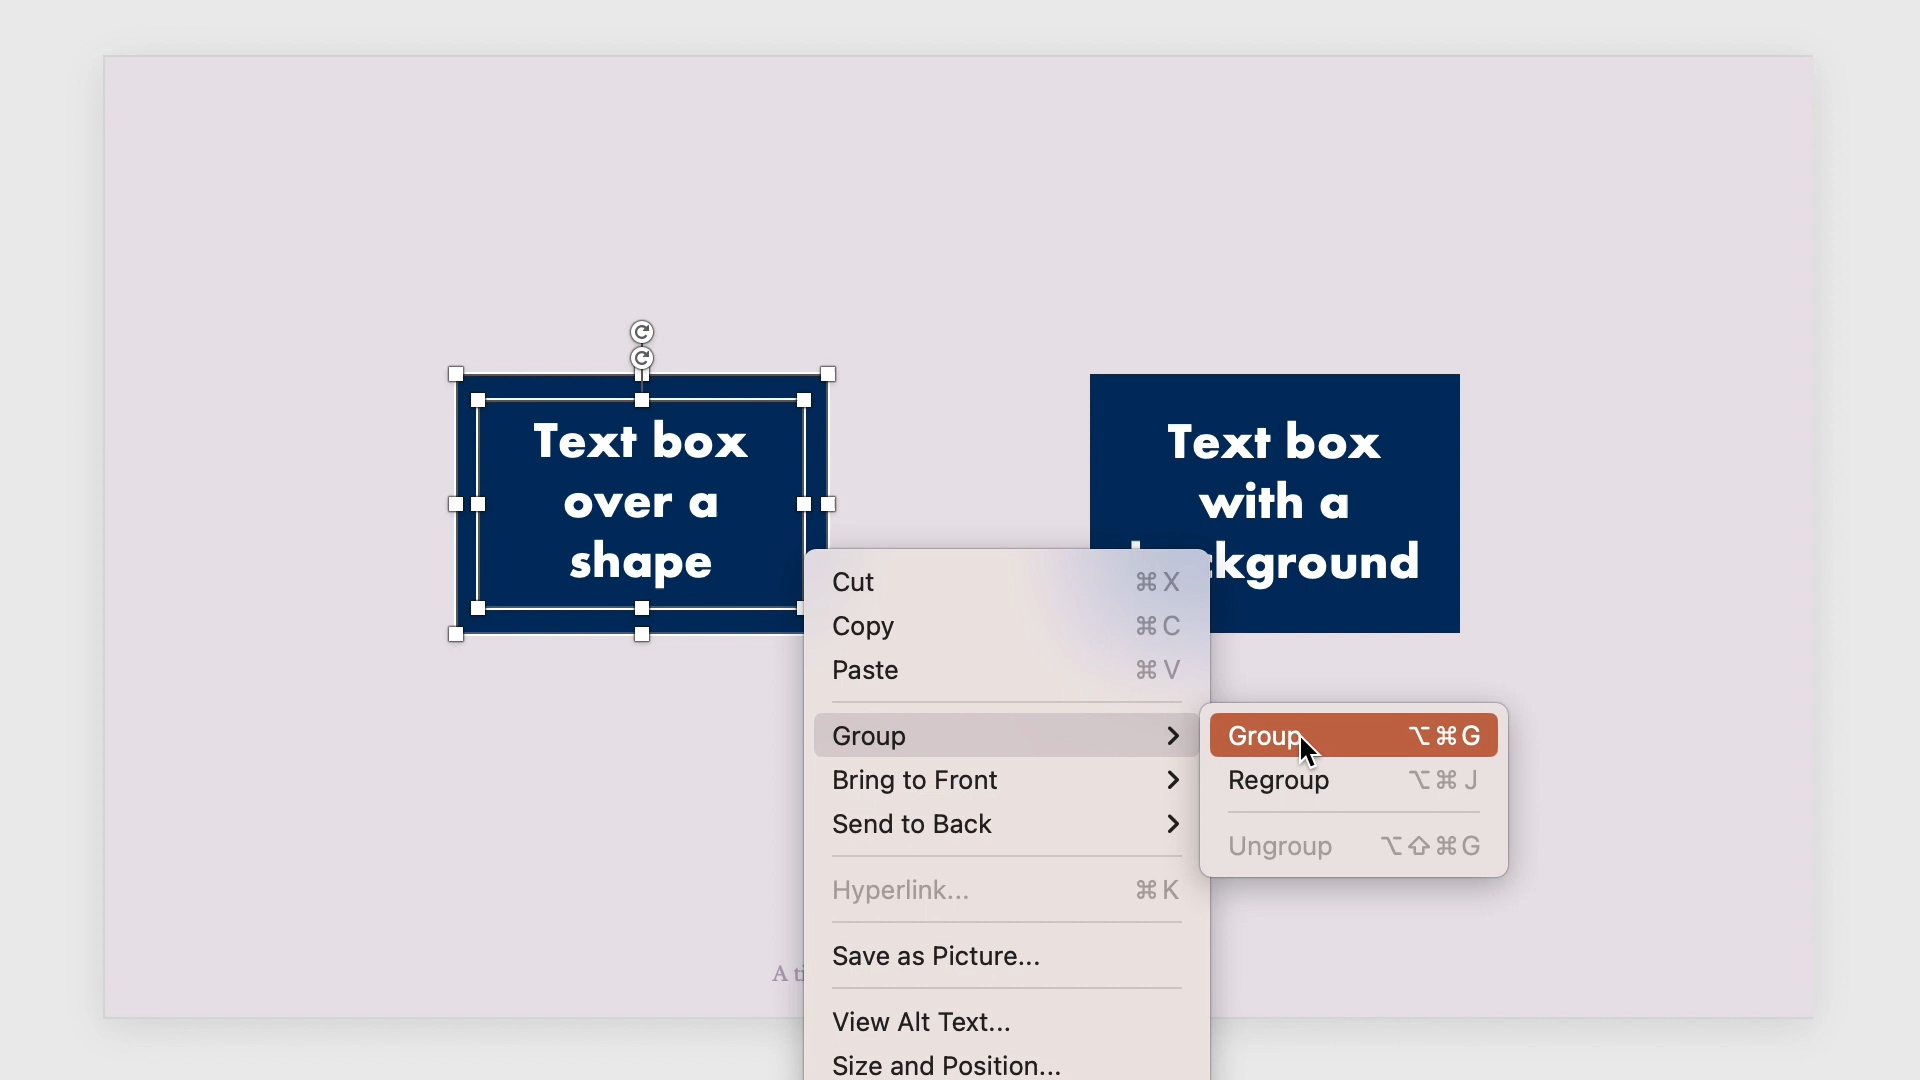 Text box
over a
shape
Text box
with a
kground
Cut ⌘ X
Copy ⌘ C
Paste ⌘ V
Group
Bring to Front
Send to Back
Hyperlink... ⌘ K
Save as Picture...
View Alt Text...
Size and Position...
Group ⌥ ⌘ G
Regroup ⌥ ⌘ J
Ungroup ⌥ ⇧ ⌘ G
A